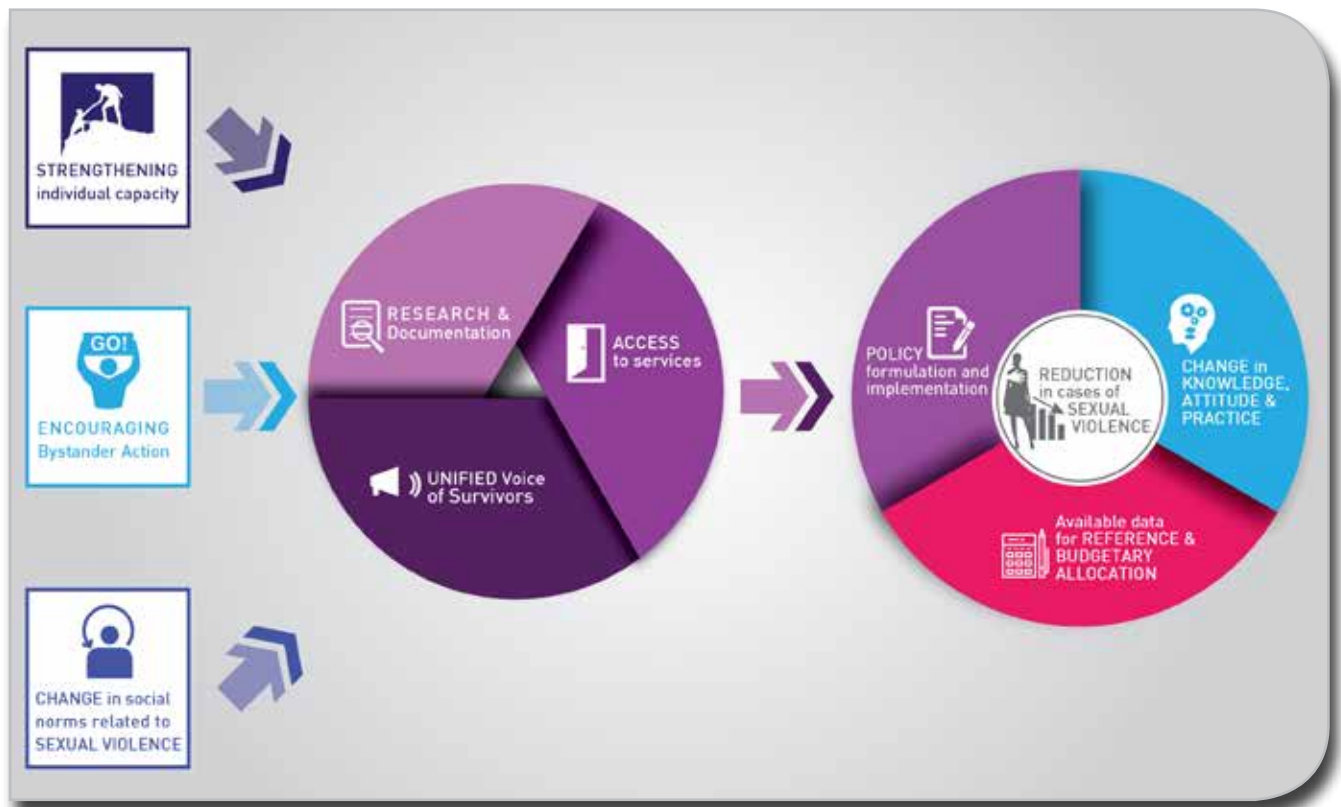 STRENGTHENING
individual capacity
GO!
ENCOURAGING
Bystander Action
CHANGE in social
norms related to
SEXUAL VIOLENCE
RESEARCH &
Documentation
ACCESS
to services
UNIFIED Voice
of Survivors
POLICY
formulation and
implementation
REDUCTION
in cases of
SEXUAL
VIOLENCE
CHANGE in
KNOWLEDGE,
ATTITUDE &
PRACTICE
Available data
for REFERENCE &
BUDGETARY
ALLOCATION